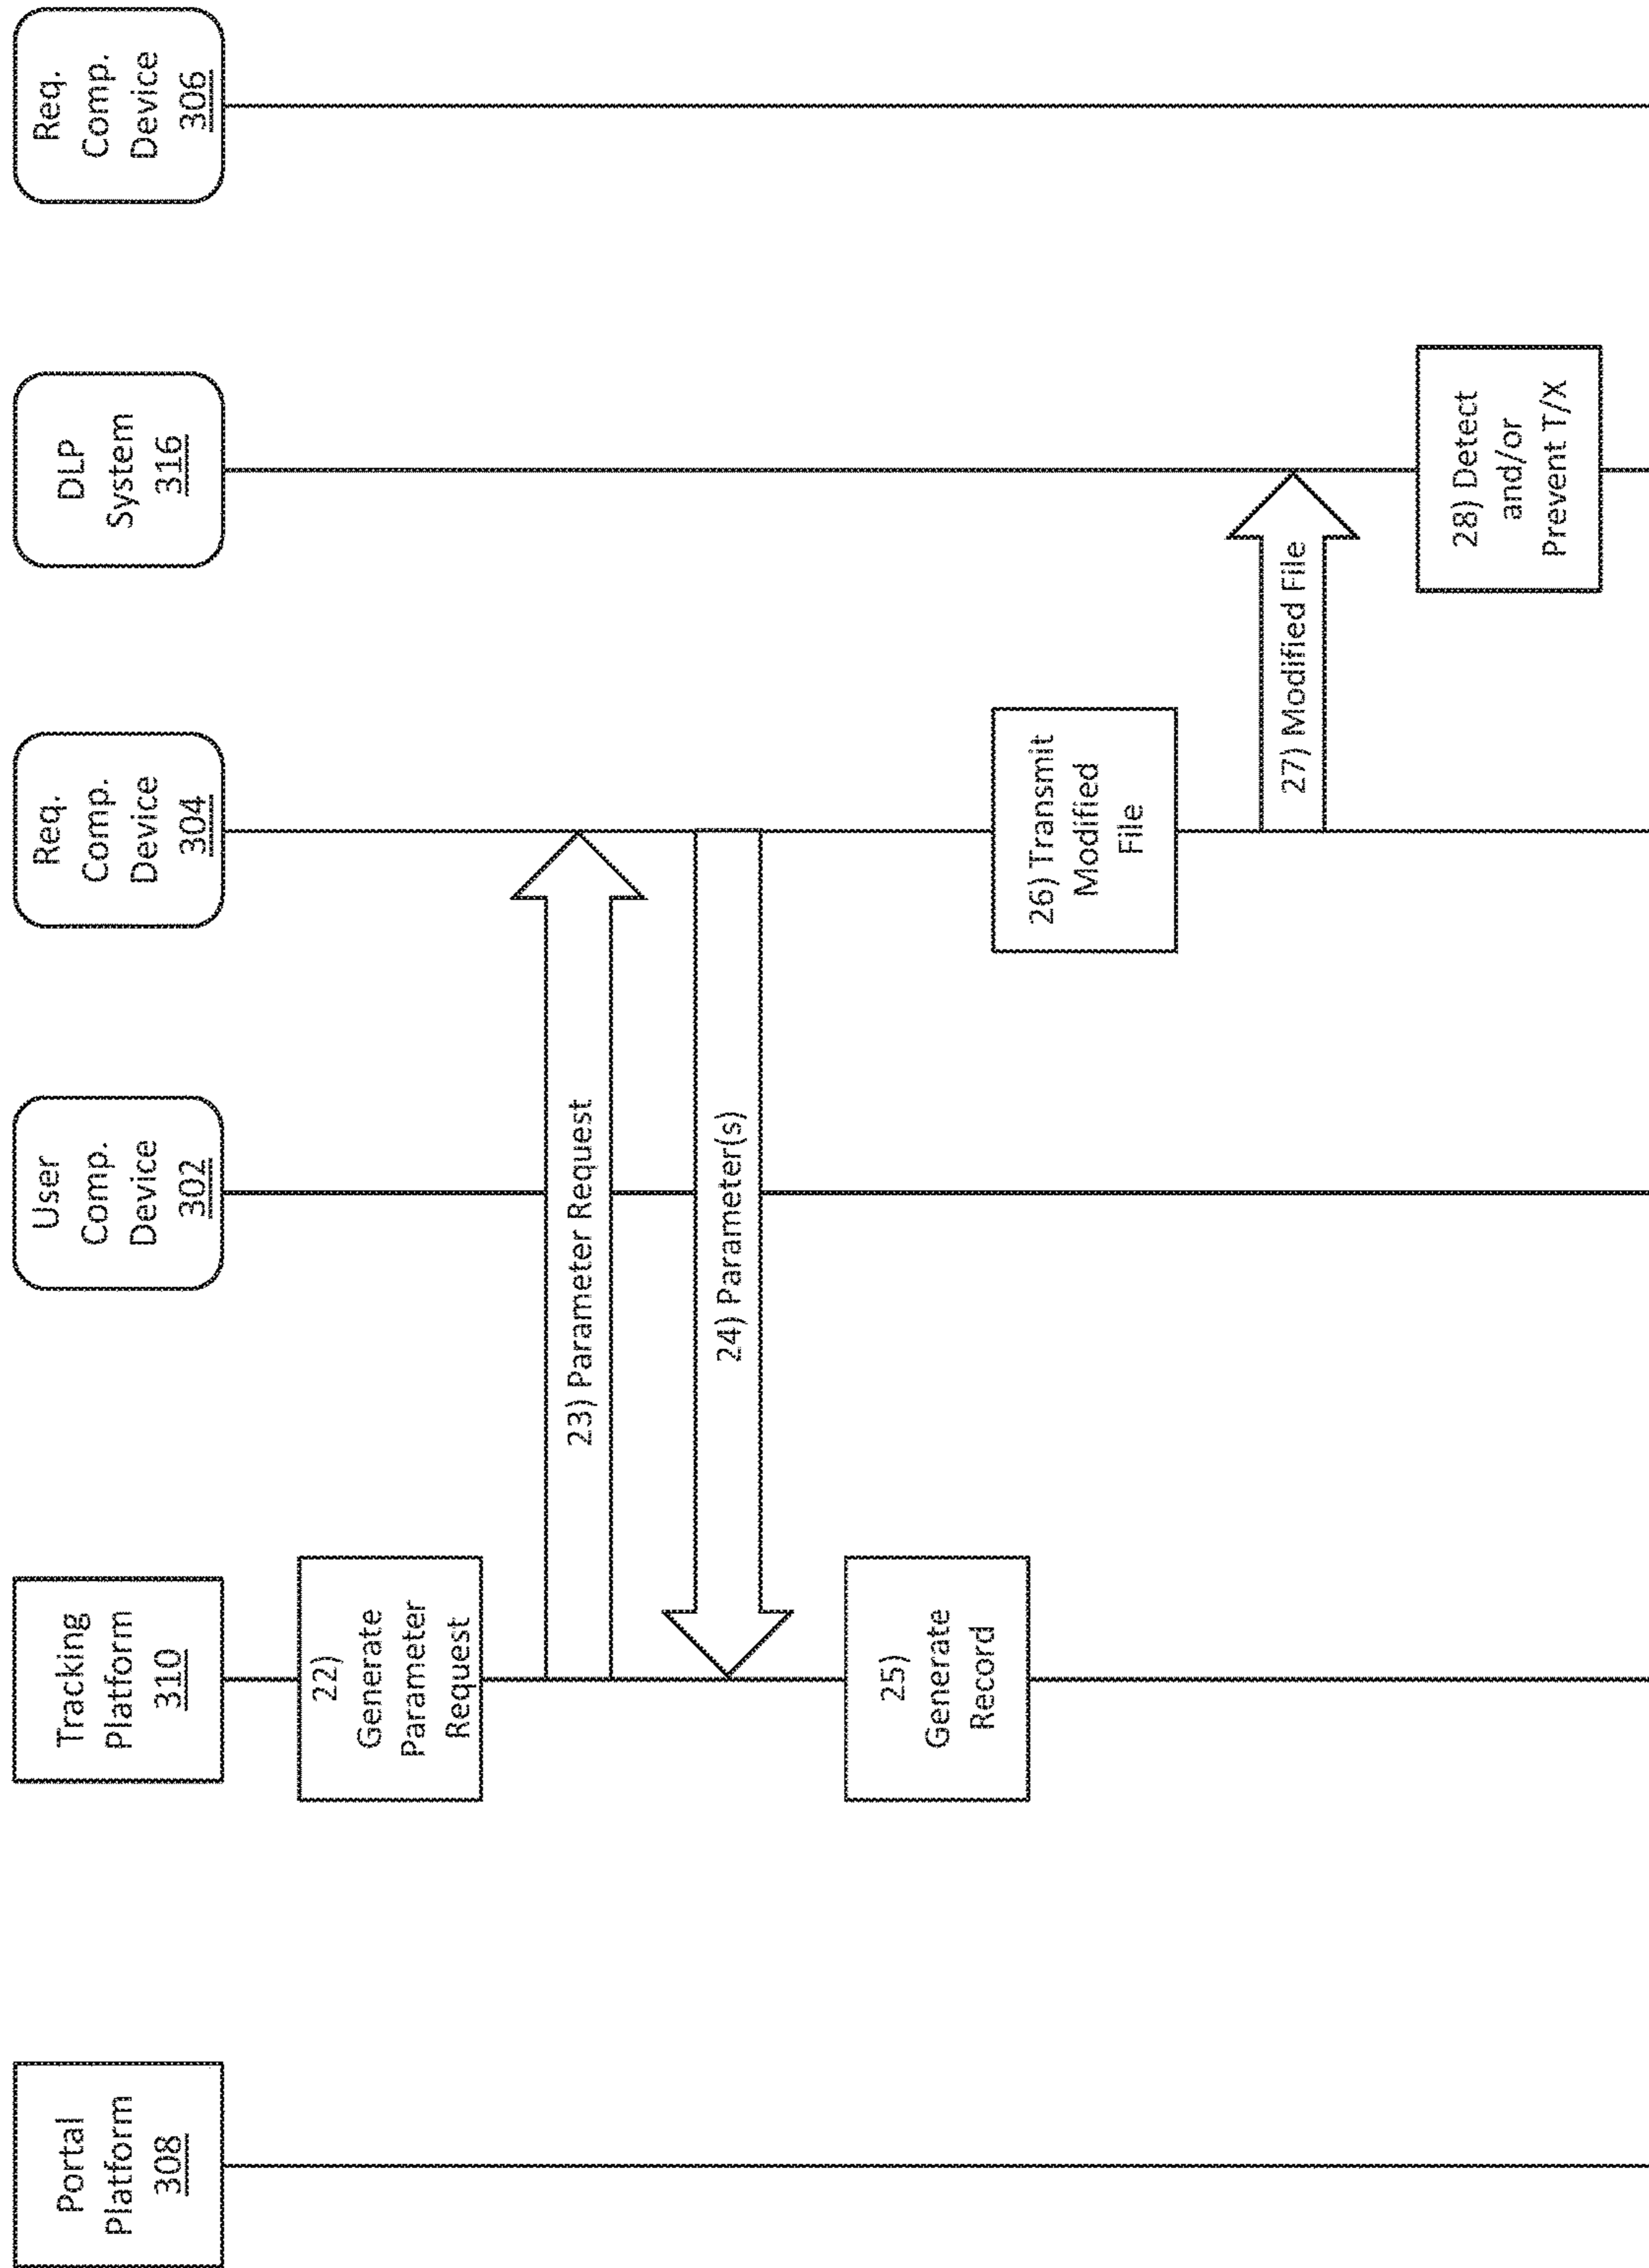 Portal
Platform
308
Tracking
Platform
310
User
Comp.
Device
302
Req.
Comp.
Device
304
DLP
System
316
Req.
Comp.
Device
306
22)
Generate
Parameter
Request
23) Parameter Request
24) Parameter(s)
25)
Generate
Record
26) Transmit
Modified
File
27) Modified File
28) Detect
and/or
Prevent T/X